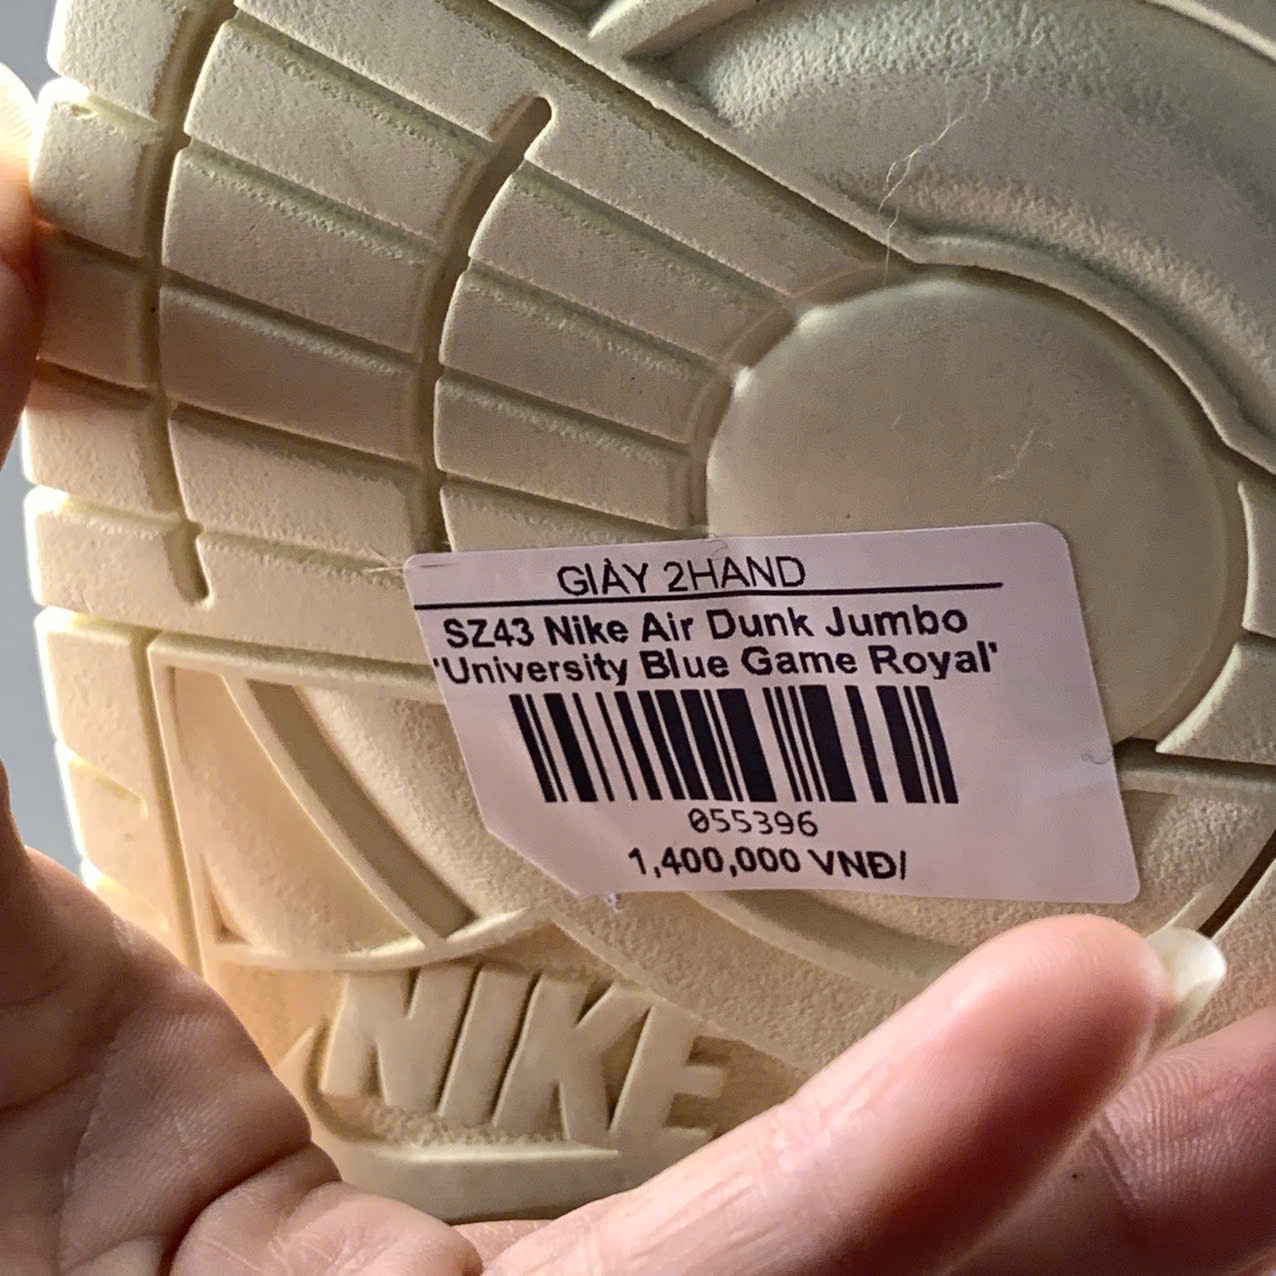 GIÀY 2HAND
SZ43 Nike Air Dunk Jumbo
'University Blue Game Royal'
055396
1,400,000 VNĐ/
NIKE